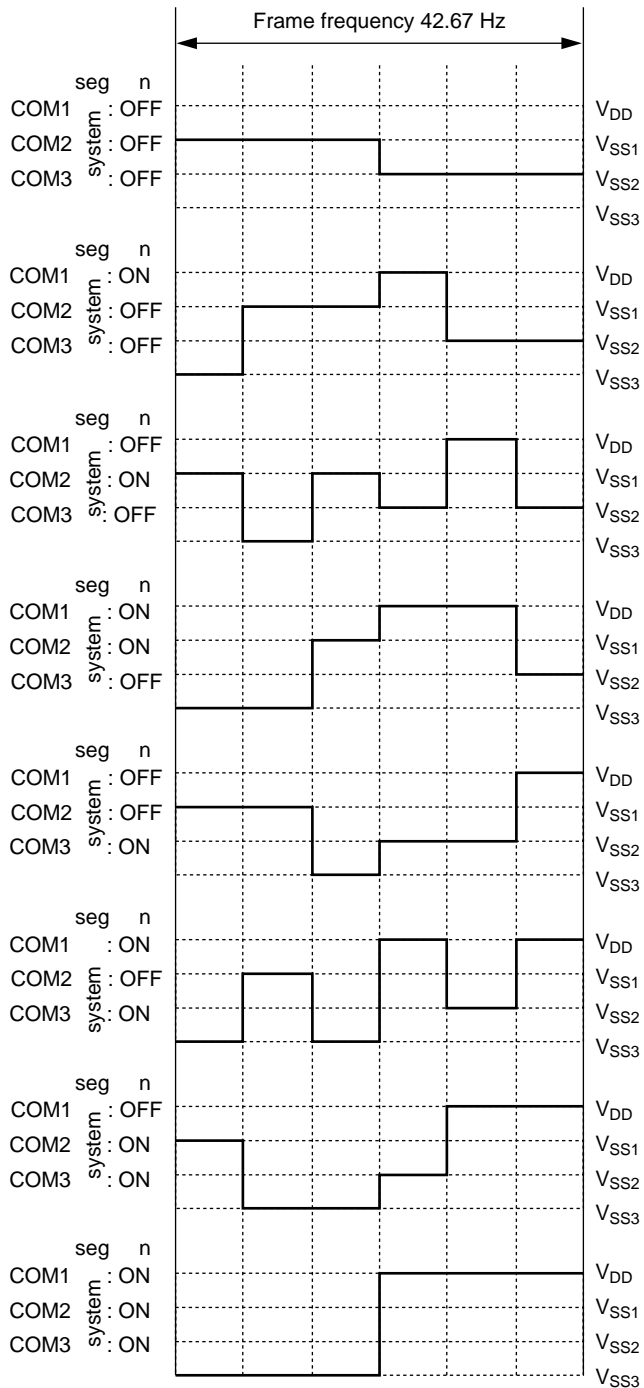 Frame frequency 42.67 Hz
seg n
COM1 : OFF VDD
COM2 system : OFF VSS1
COM3 : OFF VSS2
VSS3
seg n
COM1 : ON VDD
COM2 system : OFF VSS1
COM3 : OFF VSS2
VSS3
seg n
COM1 : OFF VDD
COM2 system : ON VSS1
COM3 : OFF VSS2
VSS3
seg n
COM1 : ON VDD
COM2 system : ON VSS1
COM3 : OFF VSS2
VSS3
seg n
COM1 : OFF VDD
COM2 system : OFF VSS1
COM3 : ON VSS2
VSS3
seg n
COM1 : ON VDD
COM2 system : OFF VSS1
COM3 : ON VSS2
VSS3
seg n
COM1 : OFF VDD
COM2 system : ON VSS1
COM3 : ON VSS2
VSS3
seg n
COM1 : ON VDD
COM2 system : ON VSS1
COM3 : ON VSS2
VSS3